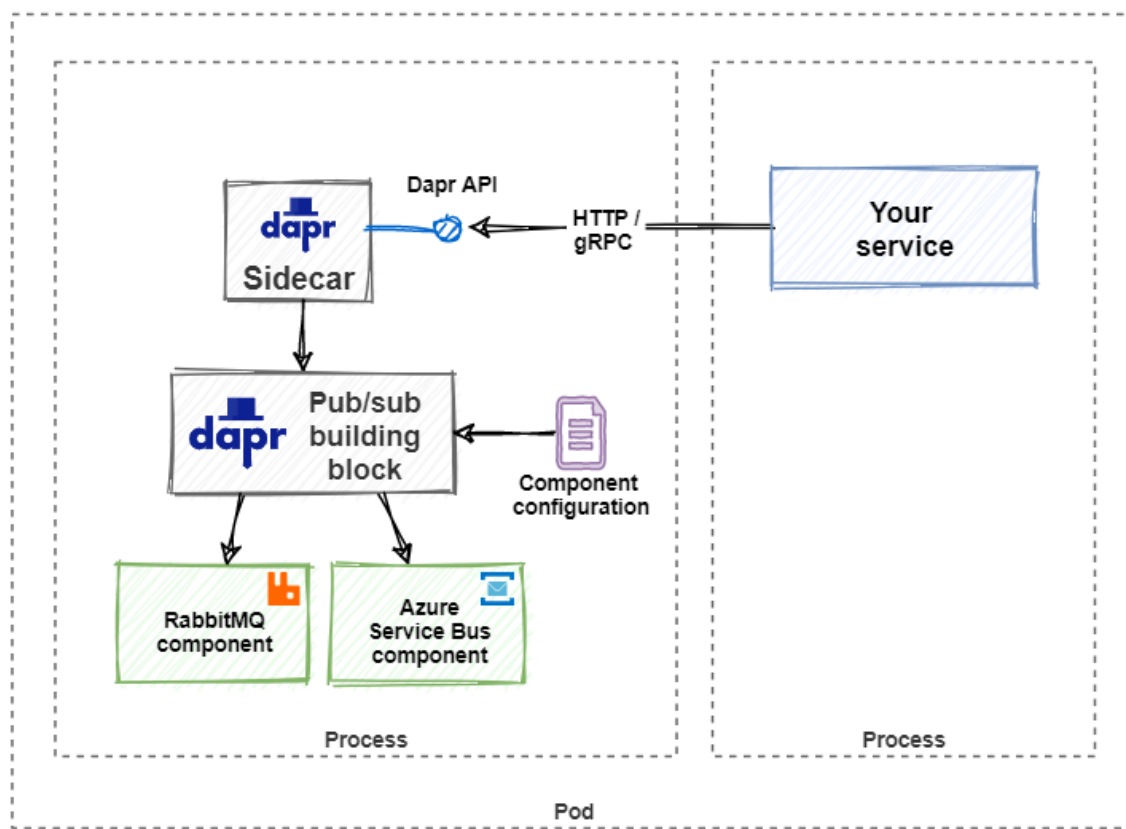 Dapr API
dapr
Sidecar
HTTP /
gRPC
Your
service
dapr
Pub/sub
building
block
Component
configuration
RabbitMQ
component
Azure
Service Bus
component
Process
Process
Pod